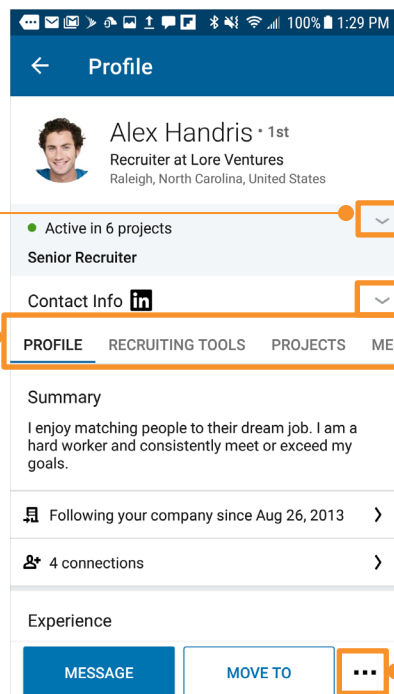 100% 1:29 PM
Profile
Alex Handris · 1st
Recruiter at Lore Ventures
Raleigh, North Carolina, United States
Active in 6 projects
Senior Recruiter
Contact Info in
PROFILE RECRUITING TOOLS PROJECTS ME
Summary
I enjoy matching people to their dream job. I am a
hard worker and consistently meet or exceed my
goals.
Following your company since Aug 26, 2013
4 connections
Experience
MESSAGE MOVE TO